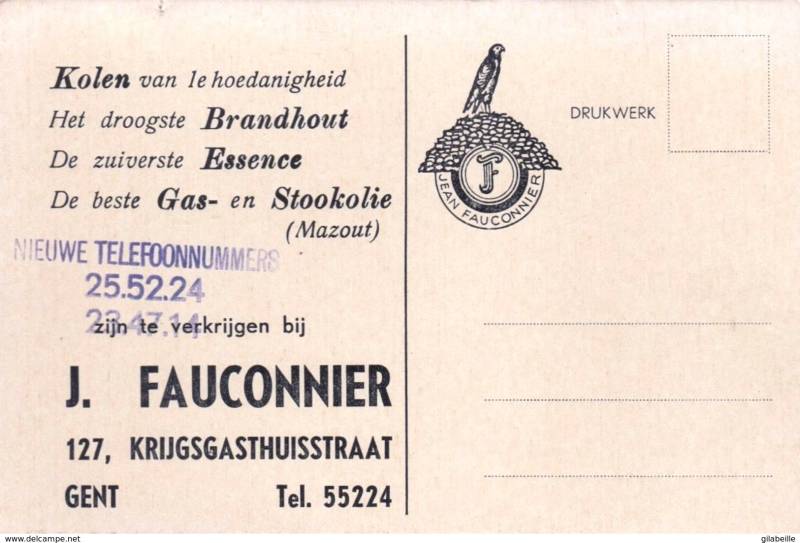 Kolen van 1e hoedanigheid
Het droogste Brandhout
De zuiverste Essence
De beste Gas- en Stookolie
(Mazout)
NIEUWE TELEFOONNUMMERS
25.52.24
23.47.14
zijn te verkrijgen bij
J. FAUCONNIER
127, KRIJGSGASTHUISSTRAAT
GENT Tel. 55224
JF
JEAN FAUCONNIER
DRUKWERK
www.delcampe.net
gilabeille